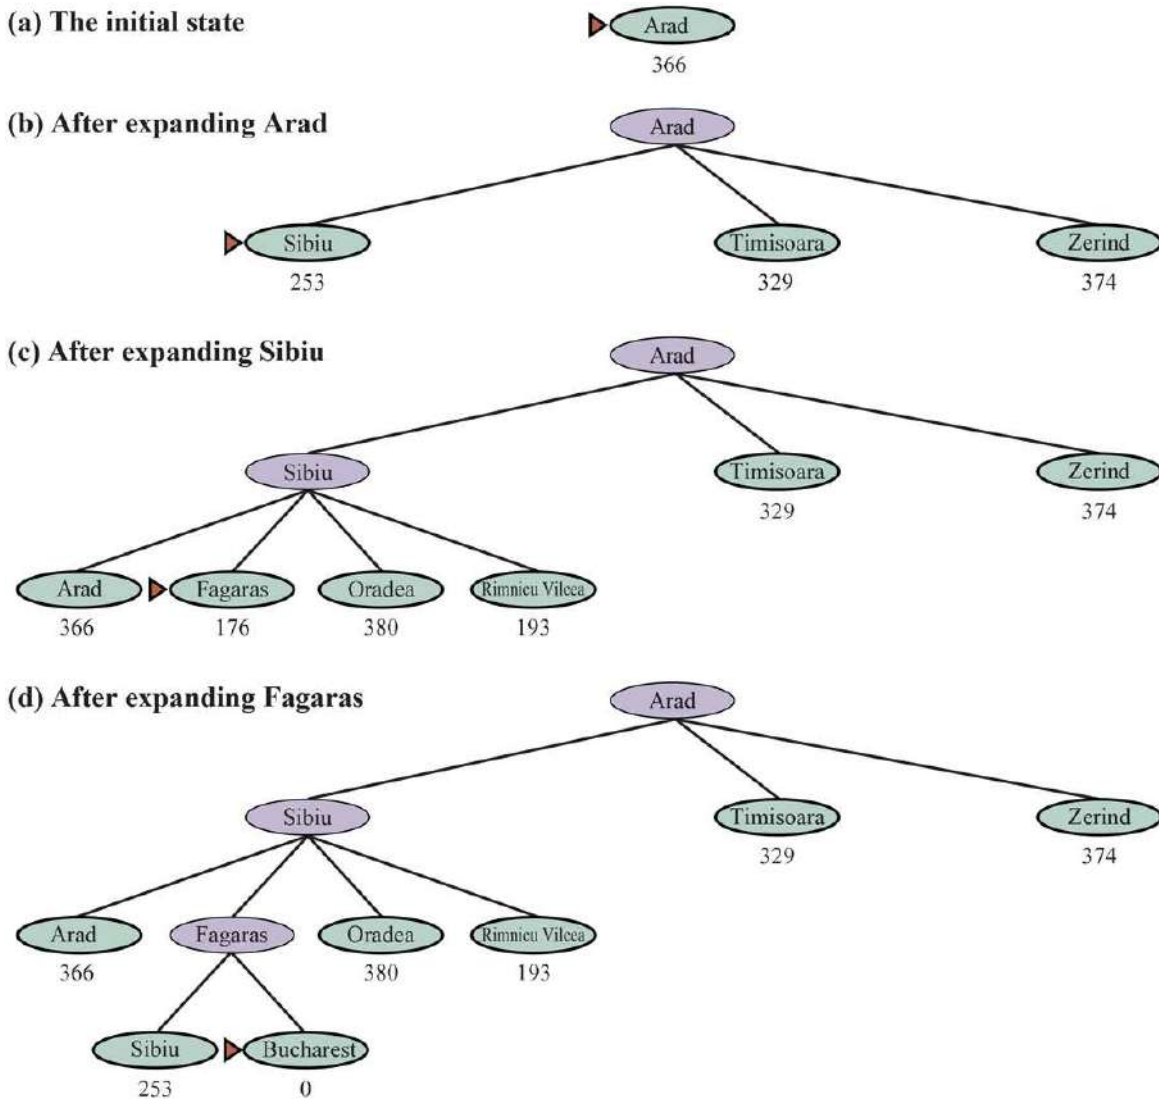 (a) The initial state
Arad
366
(b) After expanding Arad
Arad
Sibiu Timisoara Zerind
253 329 374
(c) After expanding Sibiu
Arad
Sibiu Timisoara Zerind
329 374
Arad Fagaras Oradea Rimnicu Vilcea
366 176 380 193
(d) After expanding Fagaras
Arad
Sibiu Timisoara Zerind
329 374
Arad Fagaras Oradea Rimnicu Vilcea
366 380 193
Sibiu Bucharest
253 0